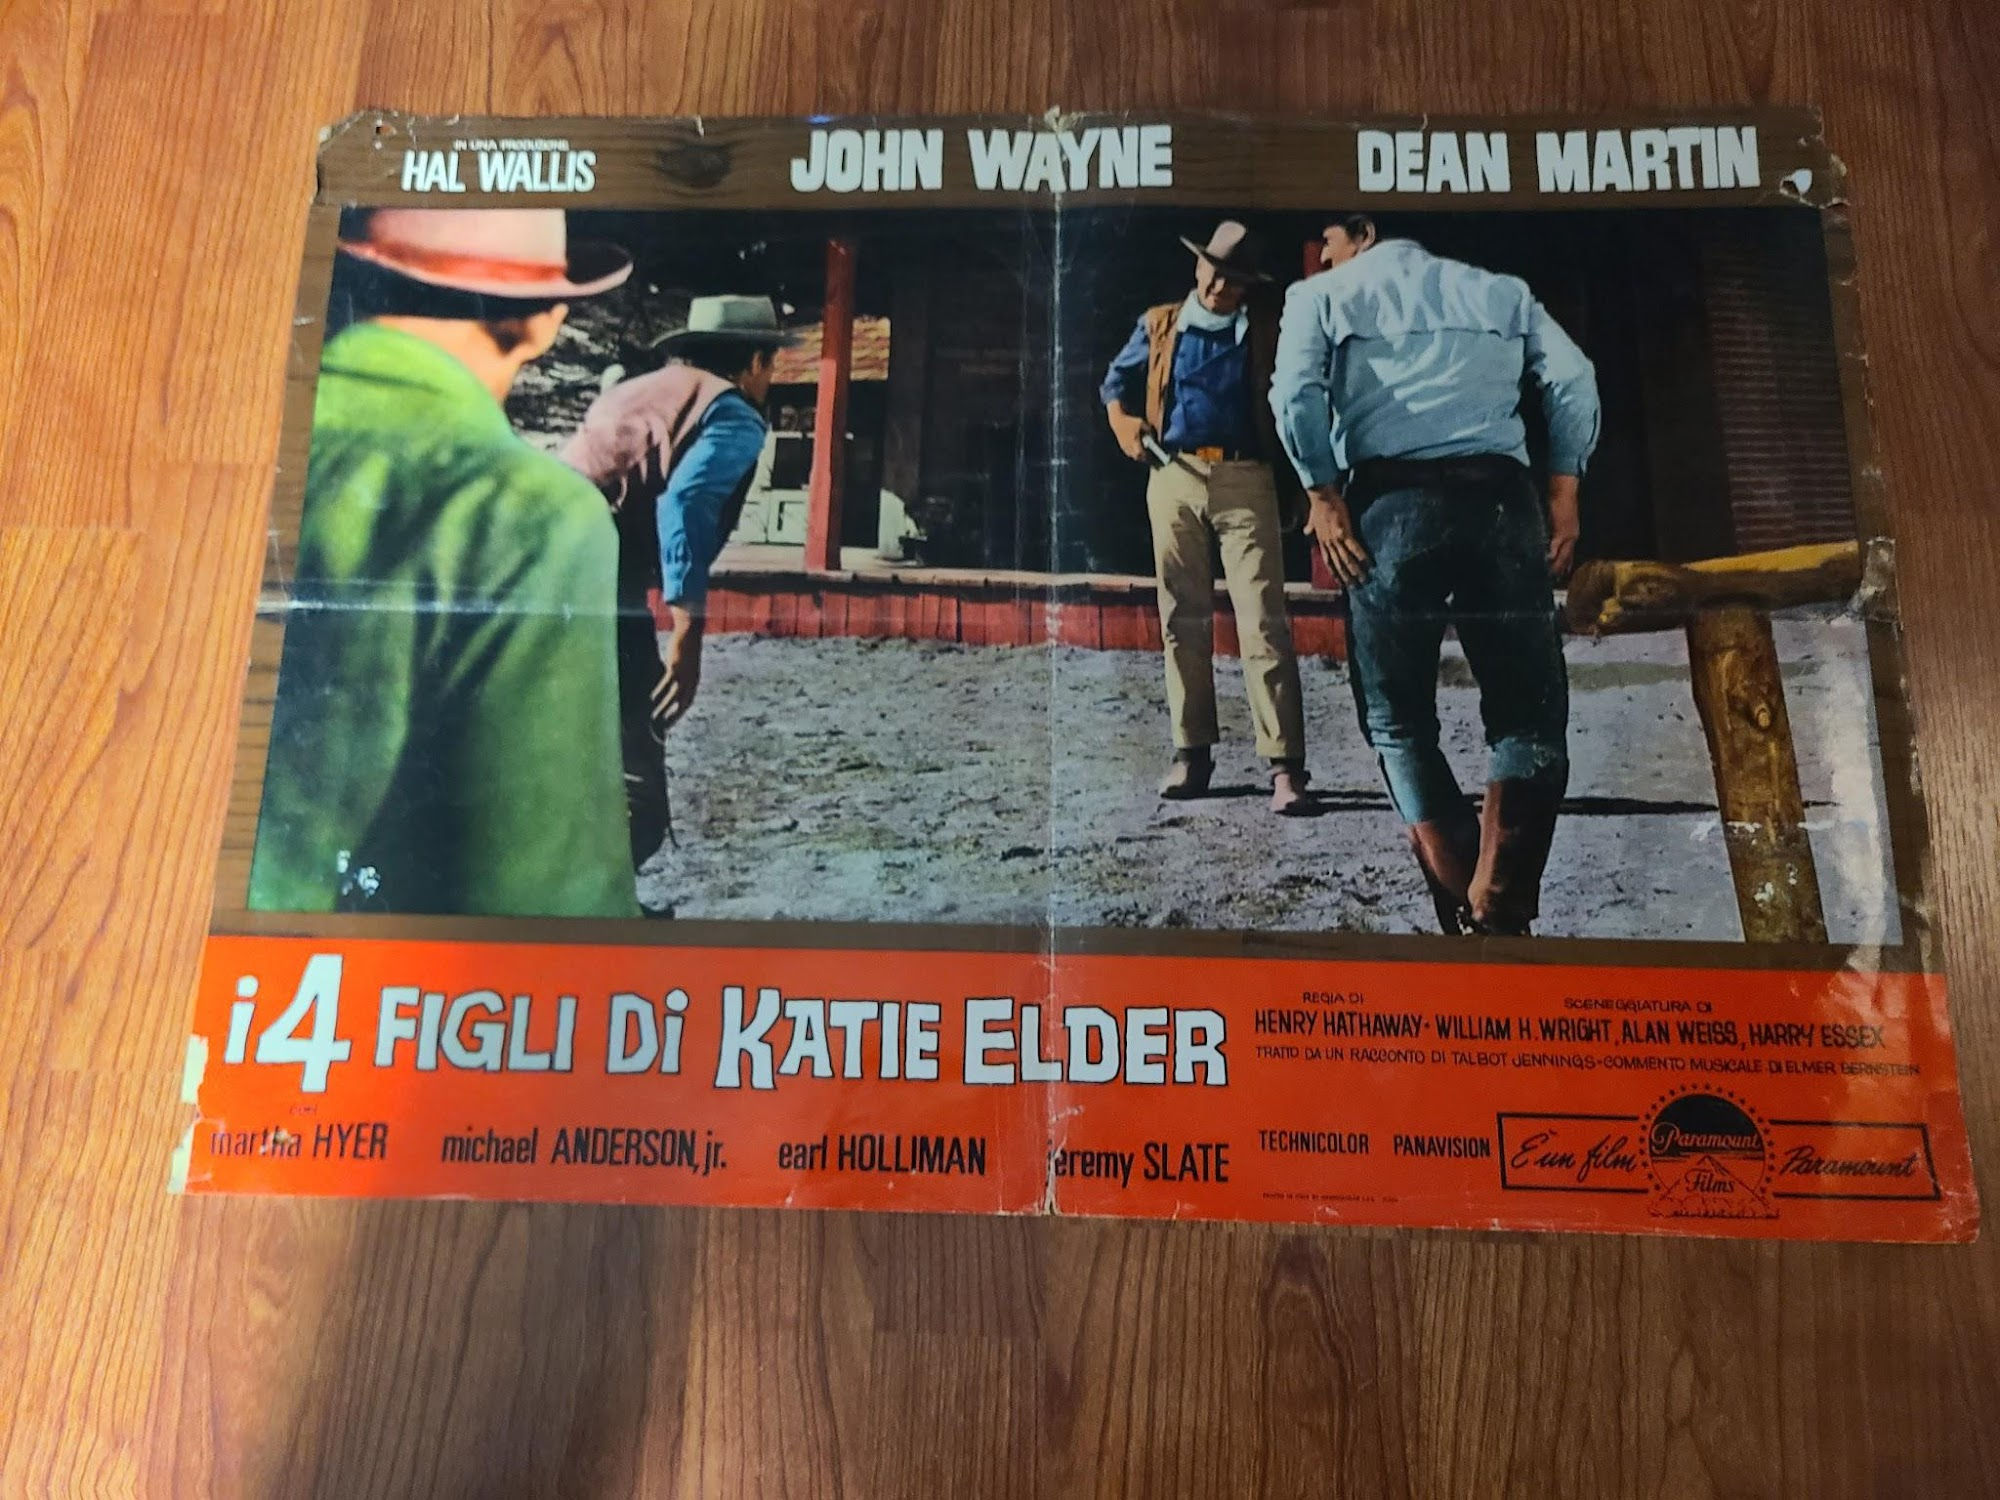 IN UNA PRODUZIONE
HAL WALLIS
JOHN WAYNE
DEAN MARTIN
i 4 FIGLI Di KATIE ELDER
REGIA DI
HENRY HATHAWAY·
SCENEGGIATURA DI
WILLIAM H. WRIGHT, ALAN WEISS, HARRY ESSEX
TRATTO DA UN RACCONTO DI TALBOT JENNINGS·COMMENTO MUSICALE DI ELMER BERNSTEIN
con
martha HYER
michael ANDERSON, jr.
earl HOLLIMAN
jeremy SLATE
TECHNICOLOR PANAVISION
È un film
Paramount
Films
Paramount